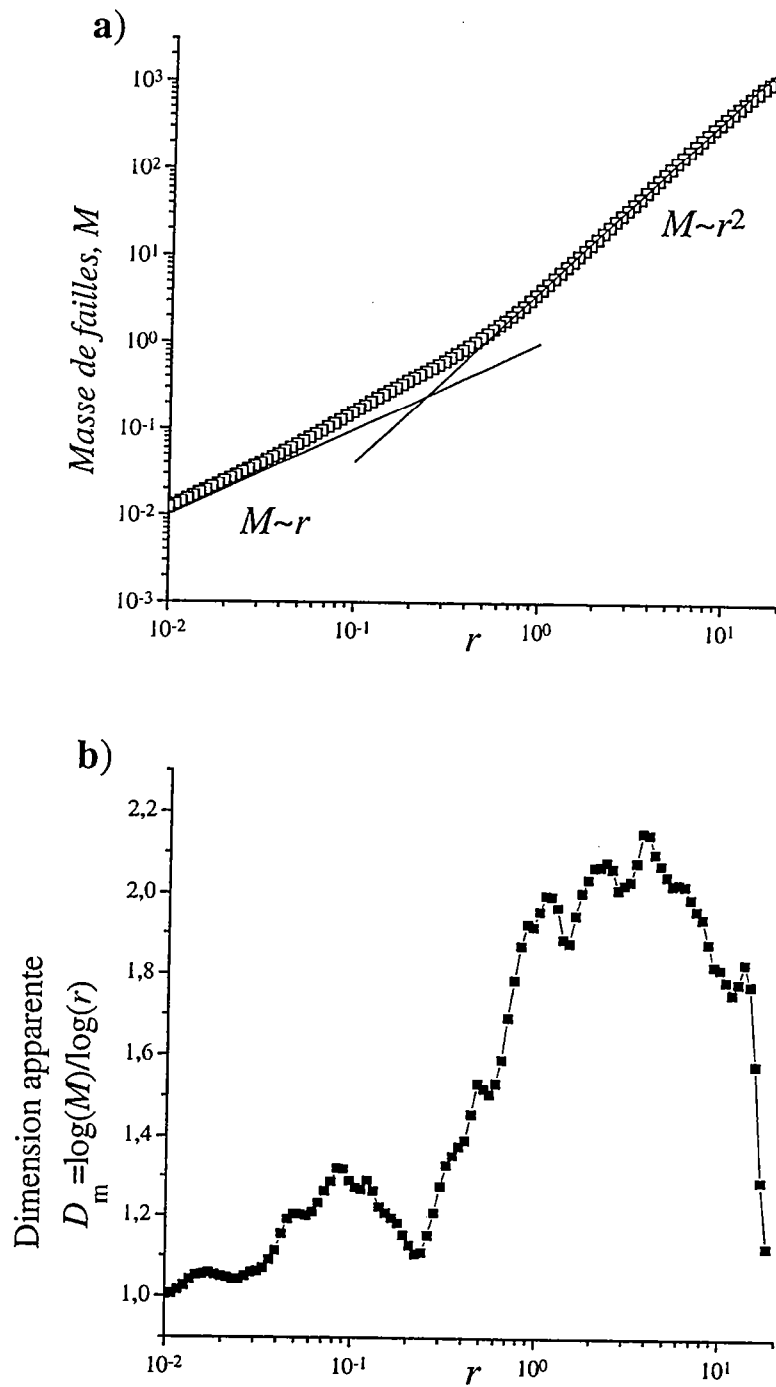 a)
10³
10²
10¹
10⁰
10⁻¹
10⁻²
10⁻³
Masse de failles, M
M~r²
M~r
10⁻²
10⁻¹
10⁰
10¹
r
b)
2,2
2,0
1,8
1,6
1,4
1,2
1,0
Dimension apparente
Dₘ=log(M)/log(r)
10⁻²
10⁻¹
10⁰
10¹
r